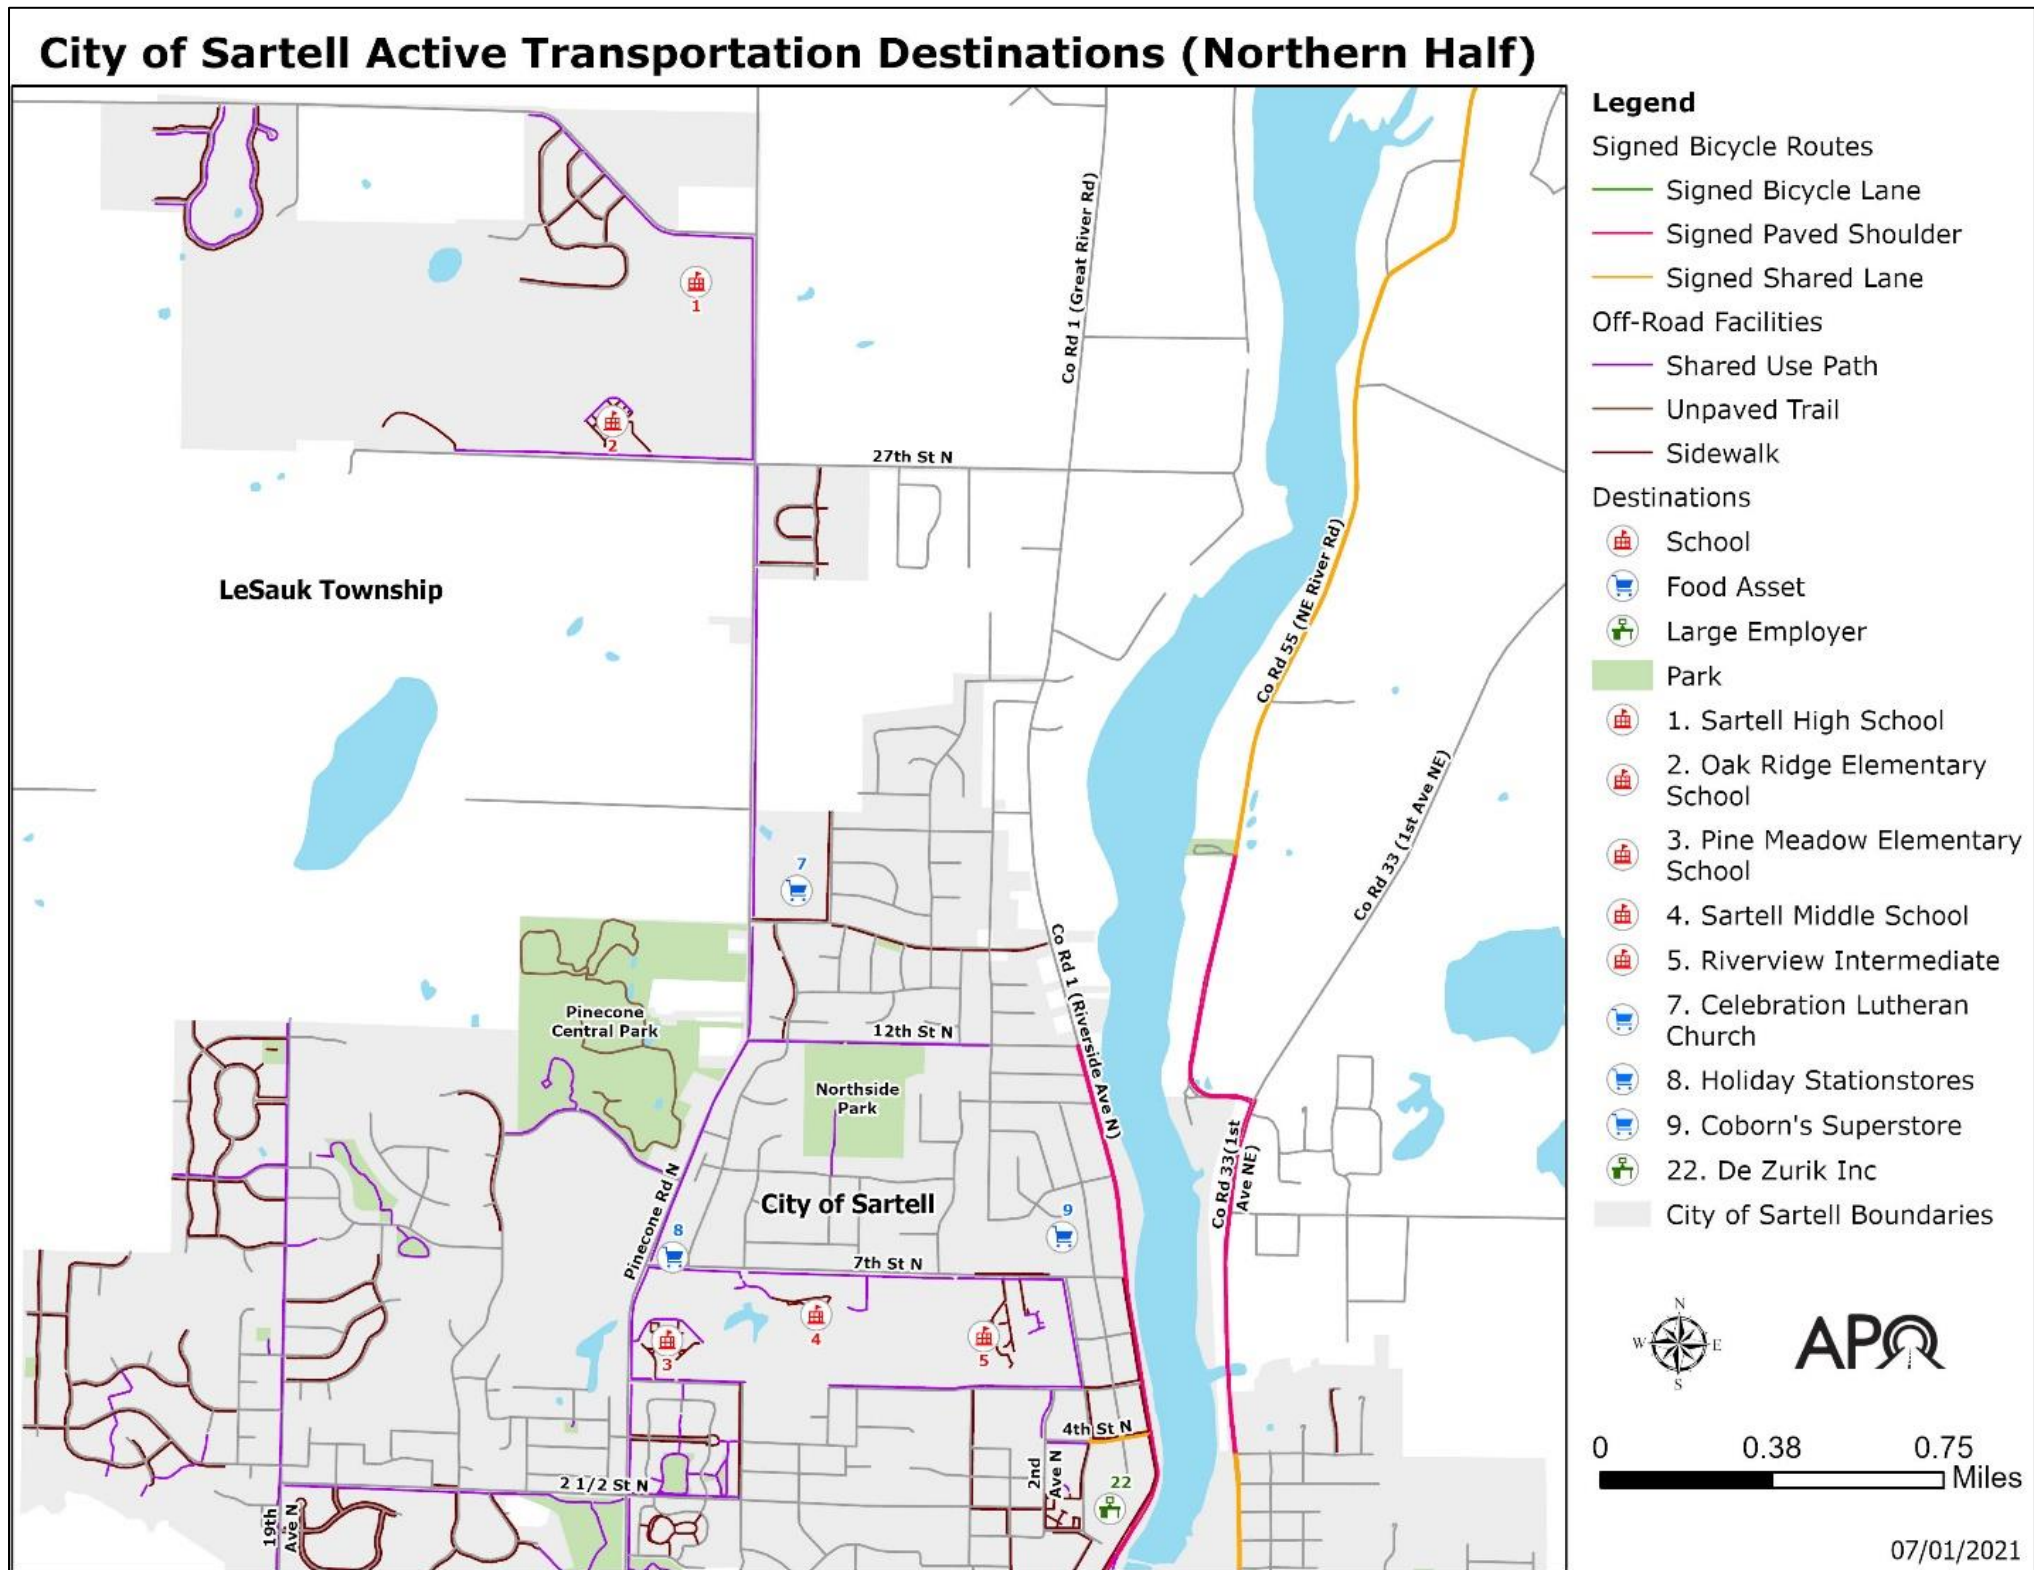 City of Sartell Active Transportation Destinations (Northern Half)
Legend
Signed Bicycle Routes
Signed Bicycle Lane
Signed Paved Shoulder
Signed Shared Lane
Off-Road Facilities
Shared Use Path
Unpaved Trail
Sidewalk
Destinations
School
Food Asset
Large Employer
Park
1. Sartell High School
2. Oak Ridge Elementary
School
3. Pine Meadow Elementary
School
4. Sartell Middle School
5. Riverview Intermediate
7. Celebration Lutheran
Church
8. Holiday Stationstores
9. Coborn's Superstore
22. De Zurik Inc
City of Sartell Boundaries
N
W
E
S
APO
0
0.38
0.75
Miles
07/01/2021
Co Rd 1 (Great River Rd)
1
2
27th St N
LeSauk Township
Co Rd 55 (NE River Rd)
Co Rd 33 (1st Ave NE)
7
Co Rd 1 (Riverside Ave N)
Pinecone
Central Park
12th St N
Northside
Park
Pinecone Rd N
City of Sartell
Co Rd 33(1st
Ave NE)
8
9
7th St N
3
4
5
4th St N
2nd
Ave N
22
2 1/2 St N
19th
Ave N